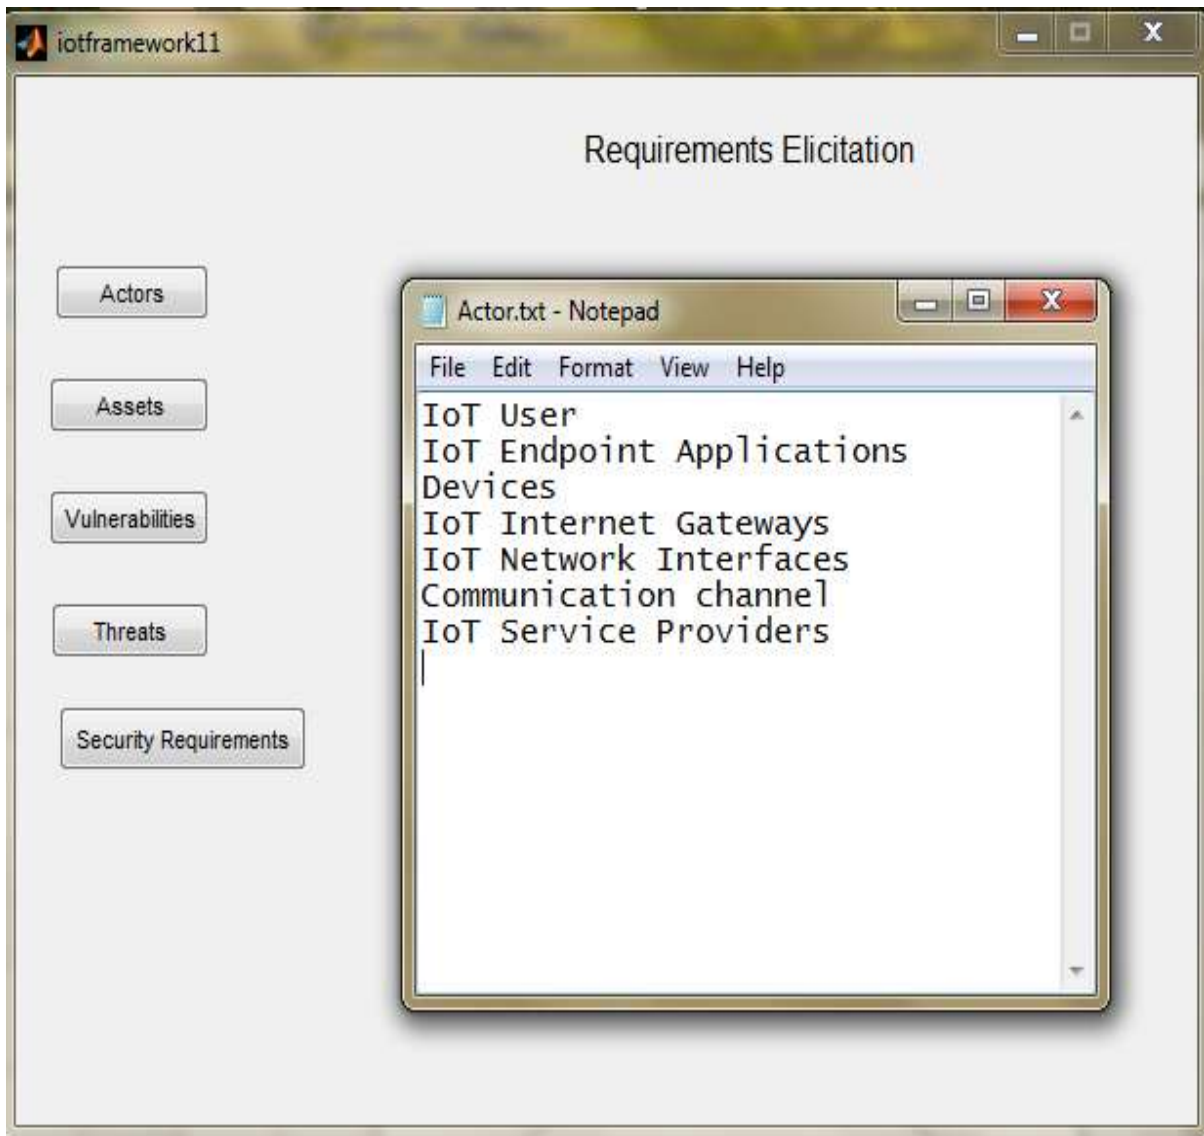 iotframework11
Requirements Elicitation
Actors
Assets
Vulnerabilities
Threats
Security Requirements
Actor.txt - Notepad
File Edit Format View Help
IoT User
IoT Endpoint Applications
Devices
IoT Internet Gateways
IoT Network Interfaces
Communication channel
IoT Service Providers